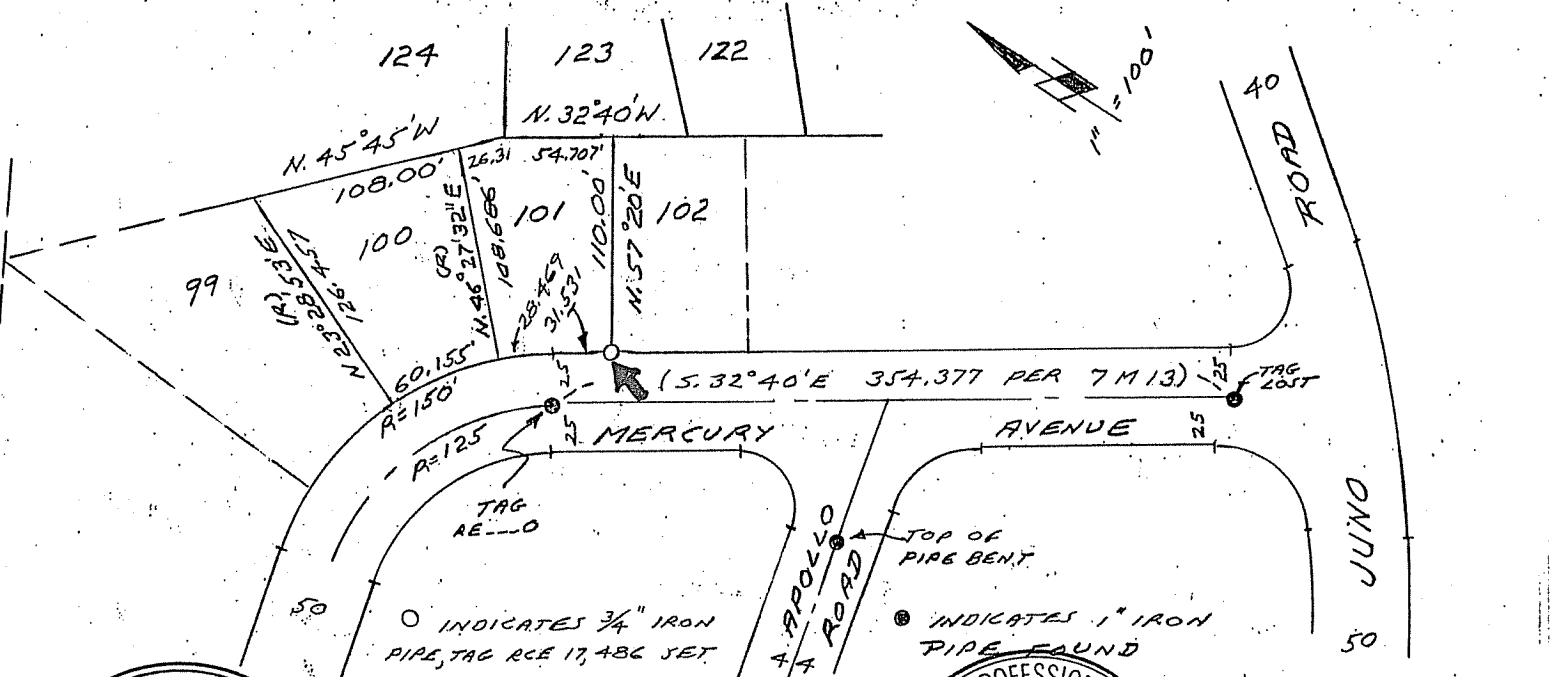 124
123
122
N. 32°40'W.
N. 45°45'W
108.00'
26.31
54.707'
1"=100'
40
ROAD
99
100
101
102
(R)
N 23°28'53"E.
126.457
(R)
N. 46°27'32"E
108.686'
28.469
31.531
110.00'
N. 57°20'E
60.155'
R=150'
R=125
25
25
(S. 32°40'E 354.377 PER 7 M 13)
25
25
TAG
LOST
MERCURY
AVENUE
TAG
RE---O
APOLLO
ROAD
TOP OF
PIPE BENT
JUNO
50
50
44
INDICATES 3/4" IRON
PIPE, TAG RCE 17,486 SET
INDICATES 1" IRON
PIPE FOUND